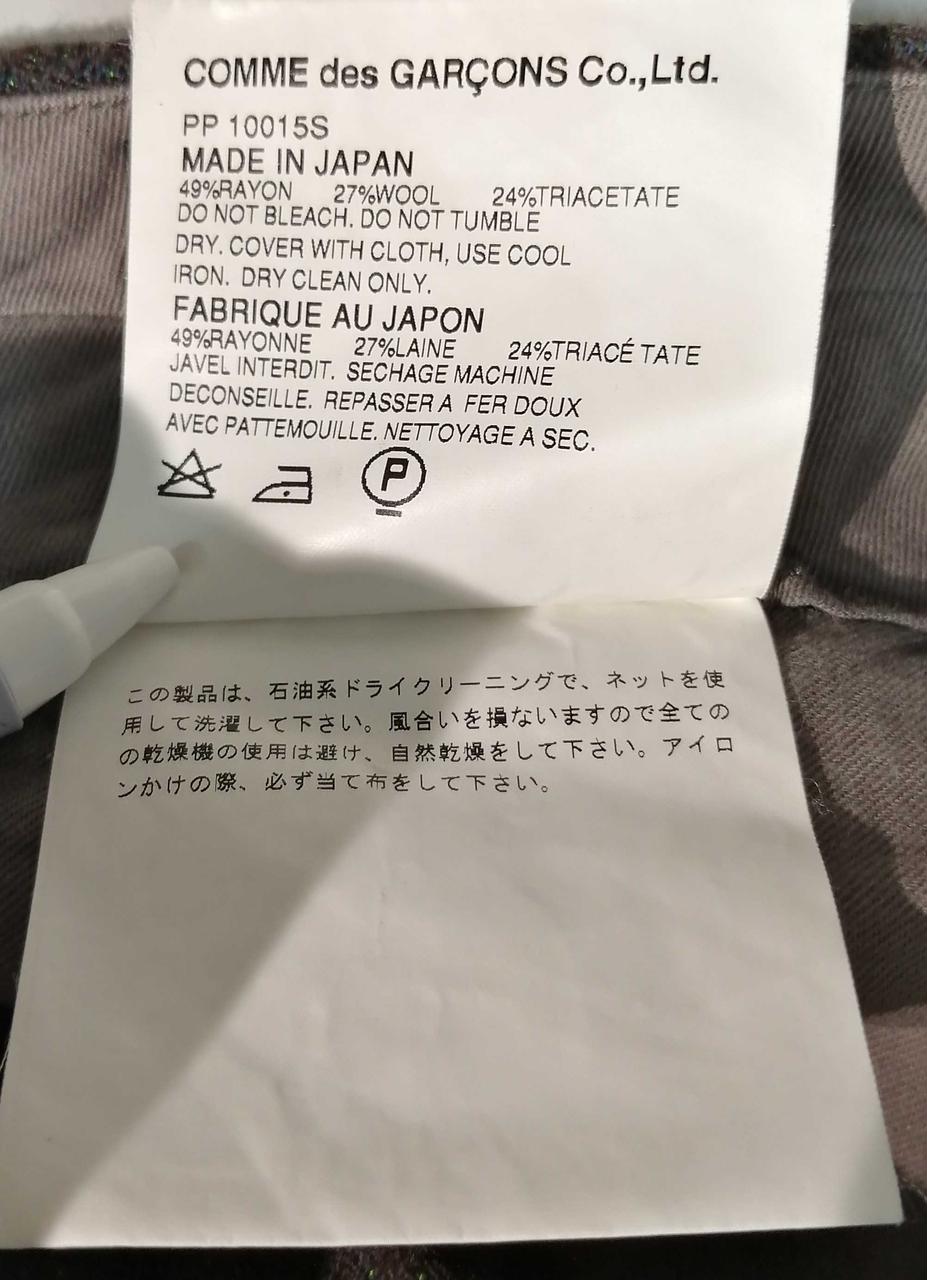 COMME des GARÇONS Co.,Ltd.
PP 10015S
MADE IN JAPAN
49%RAYON 27%WOOL 24%TRIACETATE
DO NOT BLEACH. DO NOT TUMBLE
DRY. COVER WITH CLOTH, USE COOL
IRON. DRY CLEAN ONLY.
FABRIQUE AU JAPON
49%RAYONNE 27%LAINE 24%TRIACÉ TATE
JAVEL INTERDIT. SECHAGE MACHINE
DECONSEILLE. REPASSER A FER DOUX
AVEC PATTEMOUILLE. NETTOYAGE A SEC.
P
この製品は、石油系ドライクリーニングで、ネットを使
用して洗濯して下さい。風合いを損ないますので全ての
の乾燥機の使用は避け、自然乾燥をして下さい。アイロ
ンかけの際、必ず当て布をして下さい。